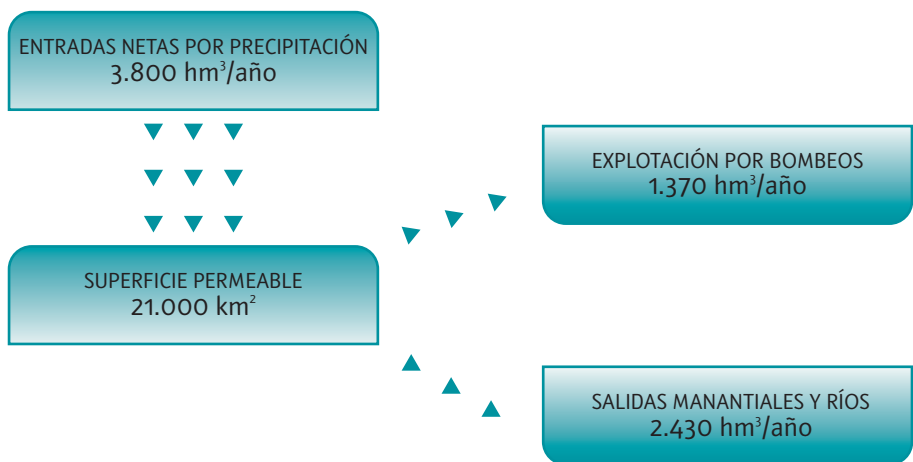 ENTRADAS NETAS POR PRECIPITACIÓN
3.800 hm³/año
EXPLOTACIÓN POR BOMBEOS
1.370 hm³/año
SUPERFICIE PERMEABLE
21.000 km²
SALIDAS MANANTIALES Y RÍOS
2.430 hm³/año